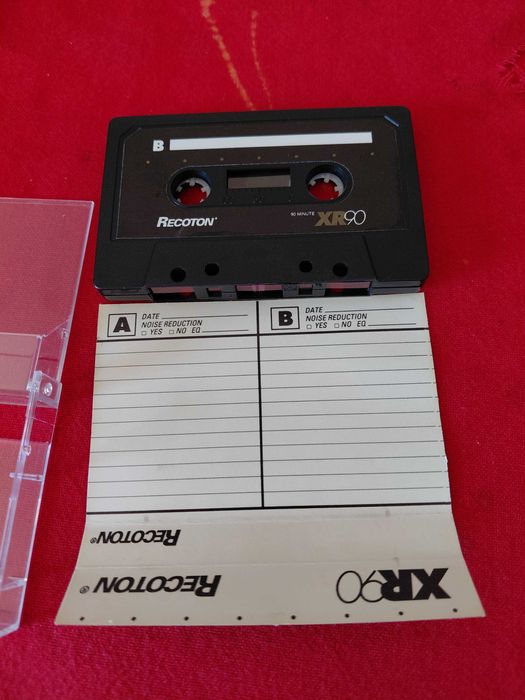 B
RECOTON®
90 MINUTE XR90
A DATE
NOISE REDUCTION
□ YES □ NO EQ
B DATE
NOISE REDUCTION
□ YES □ NO EQ
RECOTON®
XR90 RECOTON®